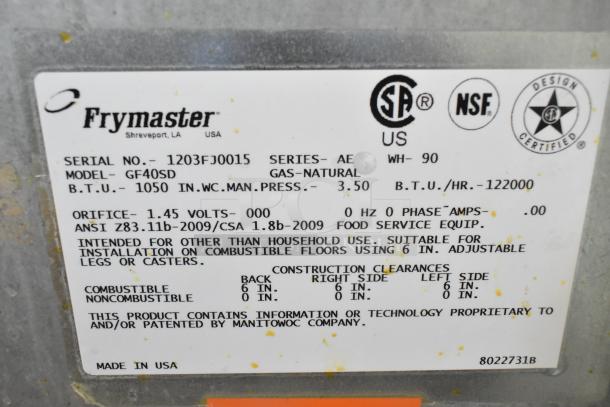 Frymaster
Shreveport, LA USA
SA ® US
NSF
DESIGN CERTIFIED
SERIAL NO.- 1203FJ0015 SERIES- AE WH- 90
MODEL- GF40SD GAS-NATURAL
B.T.U.- 1050 IN.WC.MAN.PRESS.- 3.50 B.T.U./HR.-122000
ORIFICE- 1.45 VOLTS- 000 0 HZ 0 PHASE AMPS- .00
ANSI Z83.11b-2009/CSA 1.8b-2009 FOOD SERVICE EQUIP.
INTENDED FOR OTHER THAN HOUSEHOLD USE. SUITABLE FOR
INSTALLATION ON COMBUSTIBLE FLOORS USING 6 IN. ADJUSTABLE
LEGS OR CASTERS.
CONSTRUCTION CLEARANCES
BACK RIGHT SIDE LEFT SIDE
COMBUSTIBLE 6 IN. 0 IN. 6 IN.
NONCOMBUSTIBLE 0 IN. 0 IN. 0 IN.
THIS PRODUCT CONTAINS INFORMATION OR TECHNOLOGY PROPRIETARY TO
AND/OR PATENTED BY MANITOWOC COMPANY.
MADE IN USA 8022731B